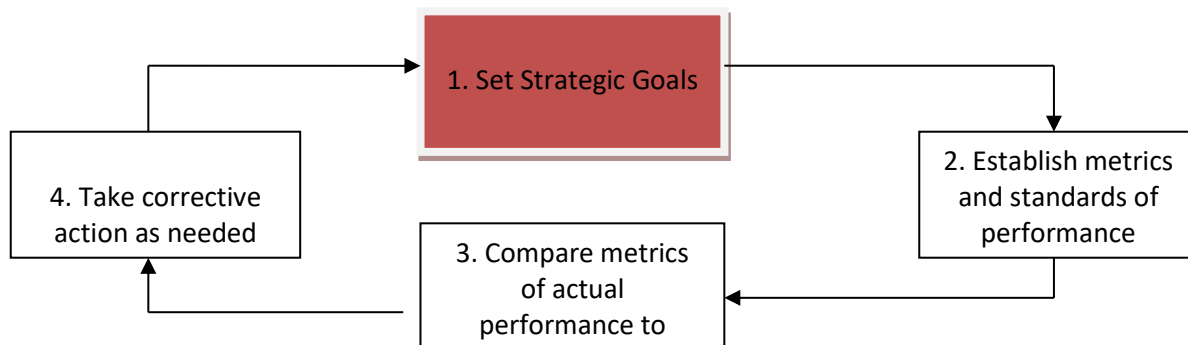 1. Set Strategic Goals
2. Establish metrics
and standards of
performance
3. Compare metrics
of actual
performance to
4. Take corrective
action as needed